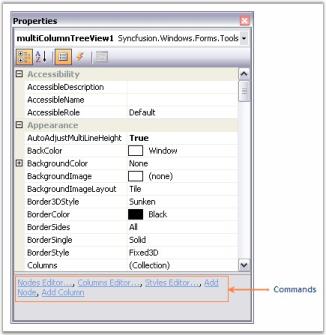 Properties
multiColumnTreeView1 Syncfusion.Windows.Forms.Tools
Accessibility
AccessibleDescription
AccessibleName
AccessibleRole Default
Appearance
AutoAdjustMultiLineHeight True
BackColor Window
BackgroundColor None
BackgroundImage (none)
BackgroundImageLayout Tile
Border3DStyle Sunken
BorderColor Black
BorderSides All
BorderSingle Solid
BorderStyle Fixed3D
Columns (Collection)
Nodes Editor..., Columns Editor..., Styles Editor..., Add
Node, Add Column
Commands